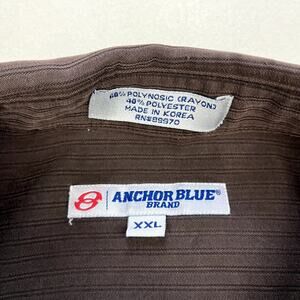 60% POLYNOSIC (RAYON)
40% POLYESTER
MADE IN KOREA
RN#89970
ANCHOR BLUE®
BRAND
XXL